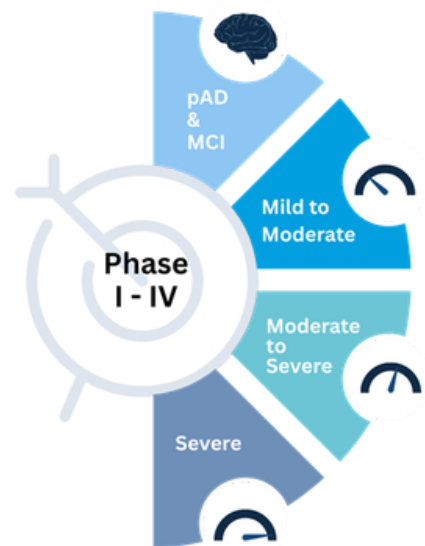 pAD
&
MCI
Mild to
Moderate
Phase
I - IV
Moderate
to
Severe
Severe